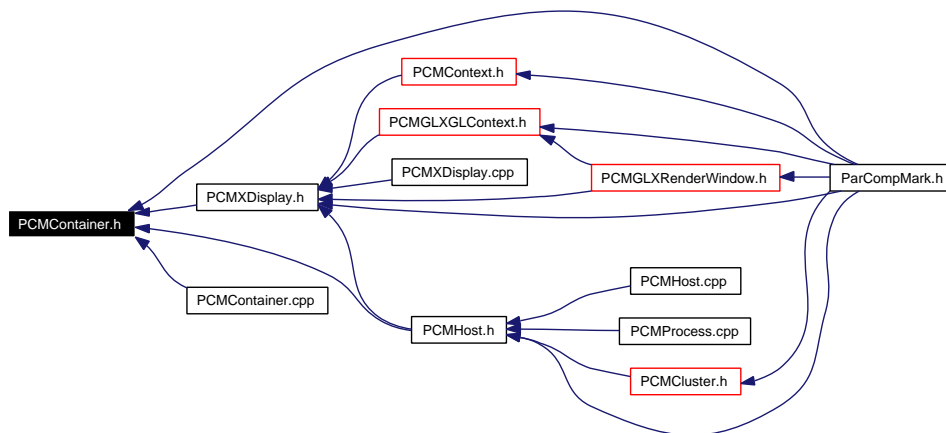 PCMContext.h
PCMGLXGLContext.h
PCMXDisplay.cpp
PCMGLXRenderWindow.h
ParCompMark.h
PCMXDisplay.h
PCMContainer.h
PCMContainer.cpp
PCMHost.cpp
PCMHost.h
PCMProcess.cpp
PCMCluster.h